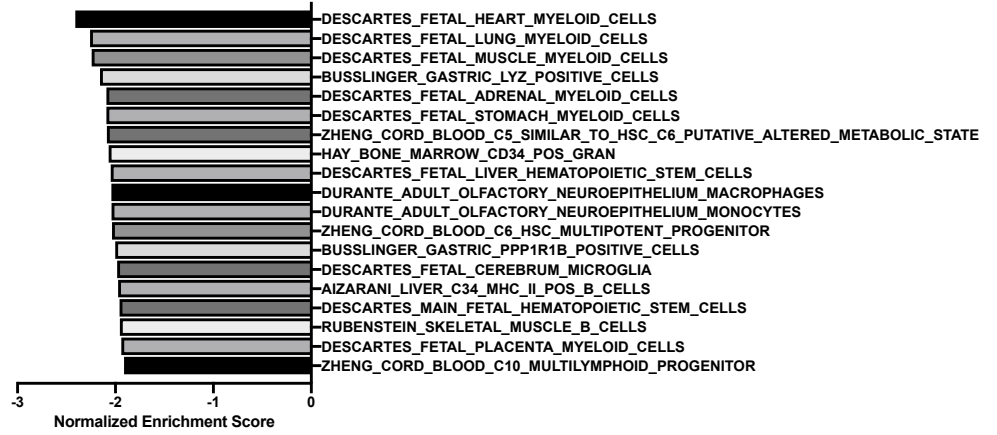 DESCARTES_FETAL_HEART_MYELOID_CELLS
DESCARTES_FETAL_LUNG_MYELOID_CELLS
DESCARTES_FETAL_MUSCLE_MYELOID_CELLS
BUSSLINGER_GASTRIC_LYZ_POSITIVE_CELLS
DESCARTES_FETAL_ADRENAL_MYELOID_CELLS
DESCARTES_FETAL_STOMACH_MYELOID_CELLS
ZHENG_CORD_BLOOD_C5_SIMILAR_TO_HSC_C6_PUTATIVE_ALTERED_METABOLIC_STATE
HAY_BONE_MARROW_CD34_POS_GRAN
DESCARTES_FETAL_LIVER_HEMATOPOIETIC_STEM_CELLS
DURANTE_ADULT_OLFACTORY_NEUROEPITHELIUM_MACROPHAGES
DURANTE_ADULT_OLFACTORY_NEUROEPITHELIUM_MONOCYTES
ZHENG_CORD_BLOOD_C6_HSC_MULTIPOTENT_PROGENITOR
BUSSLINGER_GASTRIC_PPP1R1B_POSITIVE_CELLS
DESCARTES_FETAL_CEREBRUM_MICROGLIA
AIZARANI_LIVER_C34_MHC_II_POS_B_CELLS
DESCARTES_MAIN_FETAL_HEMATOPOIETIC_STEM_CELLS
RUBENSTEIN_SKELETAL_MUSCLE_B_CELLS
DESCARTES_FETAL_PLACENTA_MYELOID_CELLS
ZHENG_CORD_BLOOD_C10_MULTILYMPHOID_PROGENITOR
-3 -2 -1 0
Normalized Enrichment Score